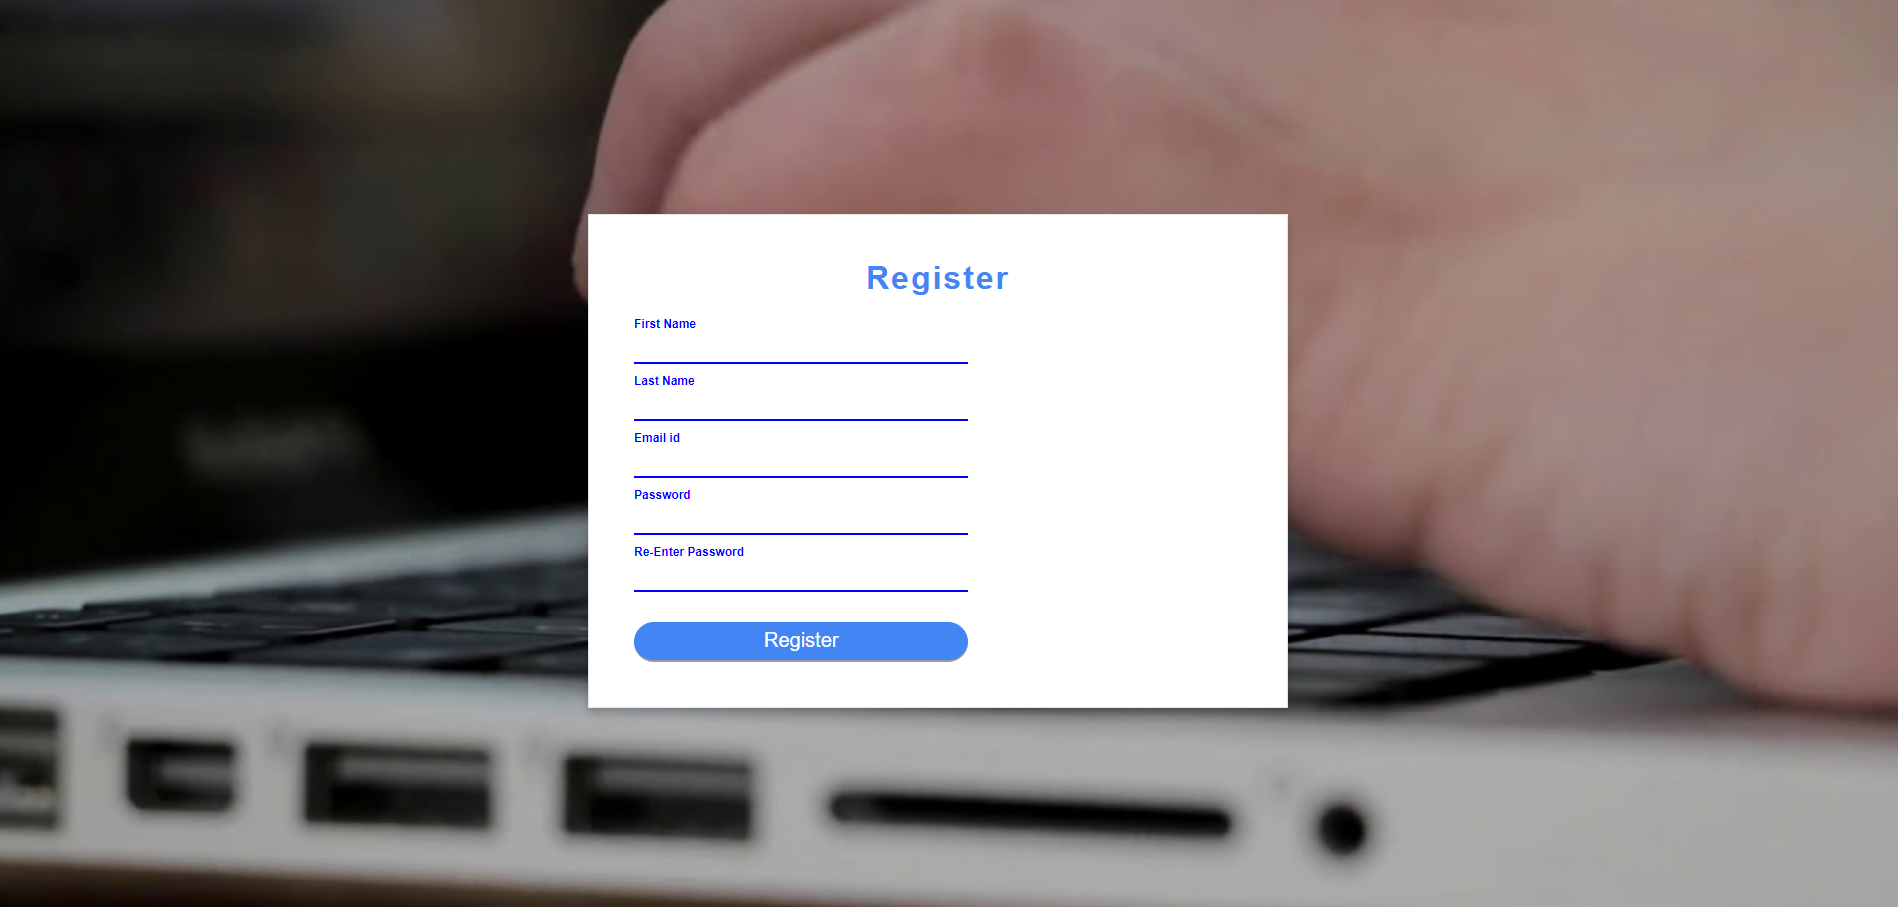 Register
First Name
Last Name
Email id
Password
Re-Enter Password
Register